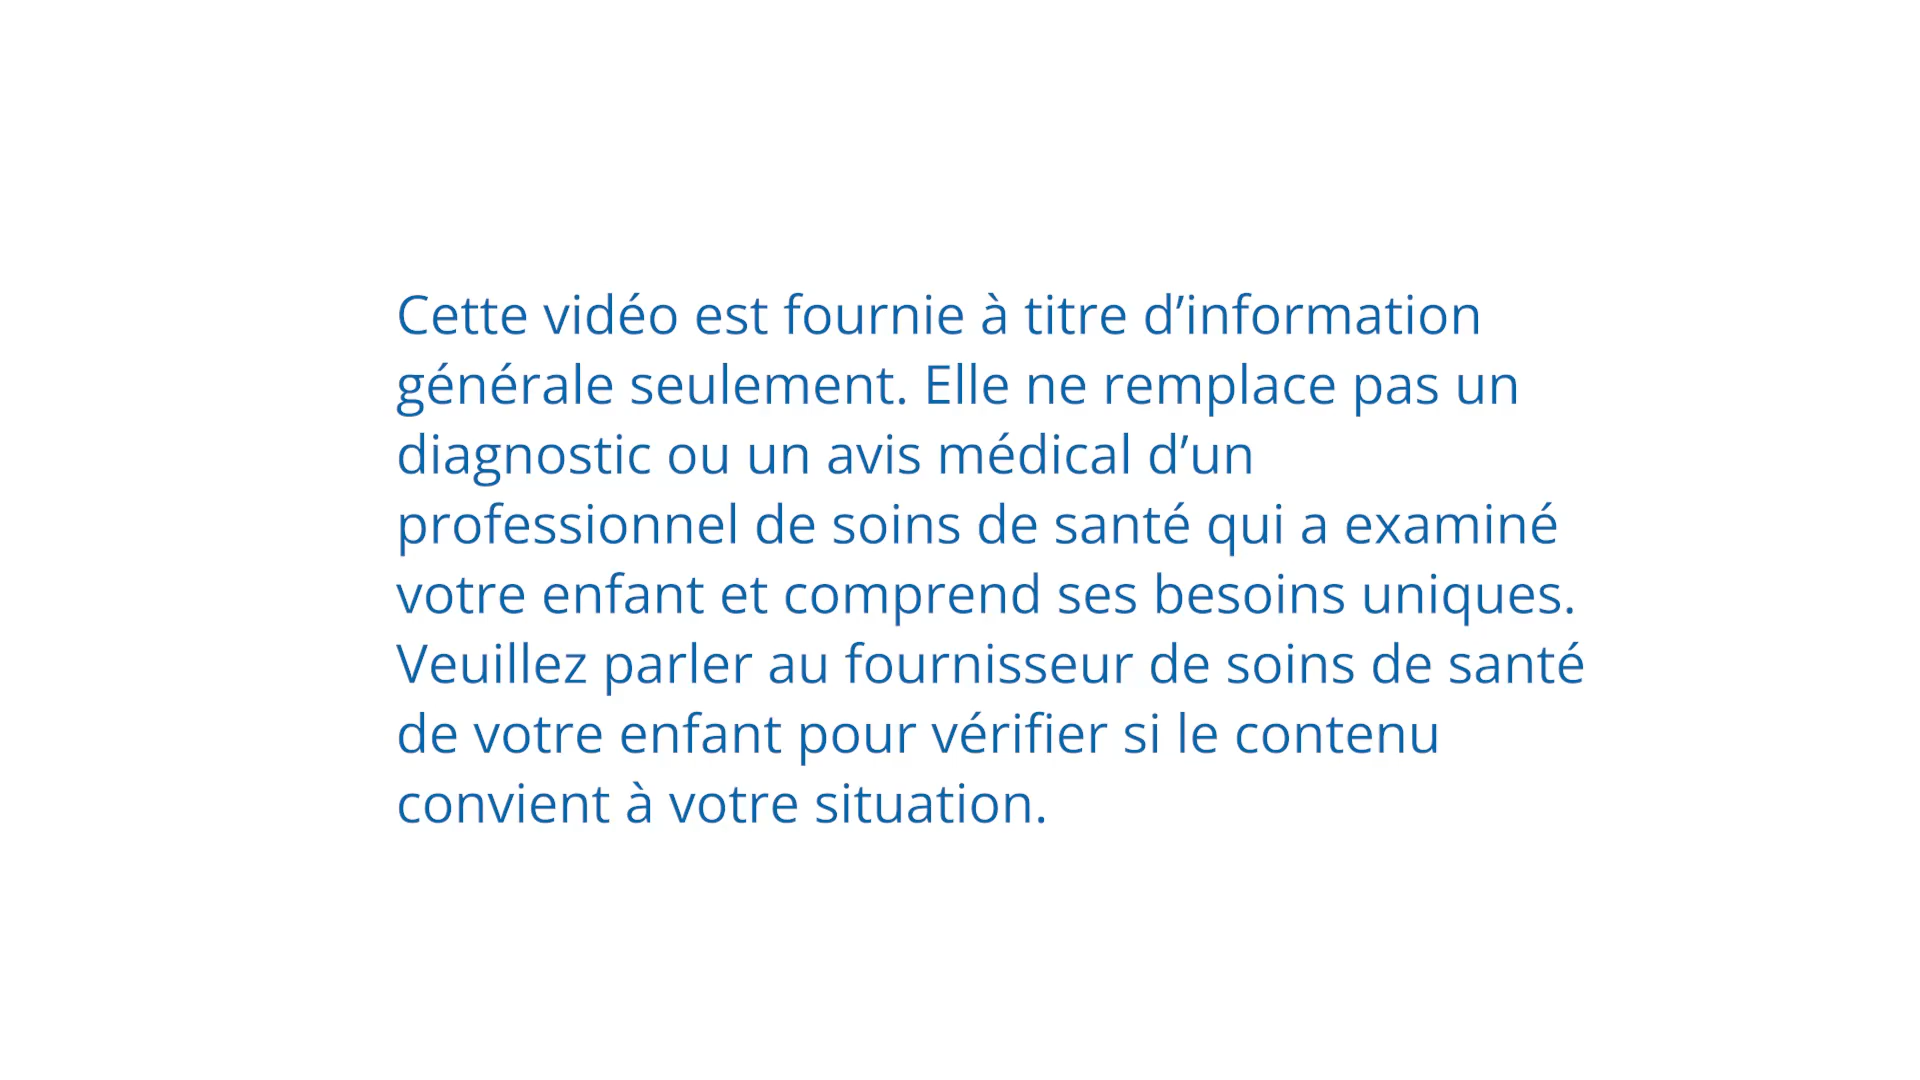 Cette vidéo est fournie à titre d’information
générale seulement. Elle ne remplace pas un
diagnostic ou un avis médical d’un
professionnel de soins de santé qui a examiné
votre enfant et comprend ses besoins uniques.
Veuillez parler au fournisseur de soins de santé
de votre enfant pour vérifier si le contenu
convient à votre situation.